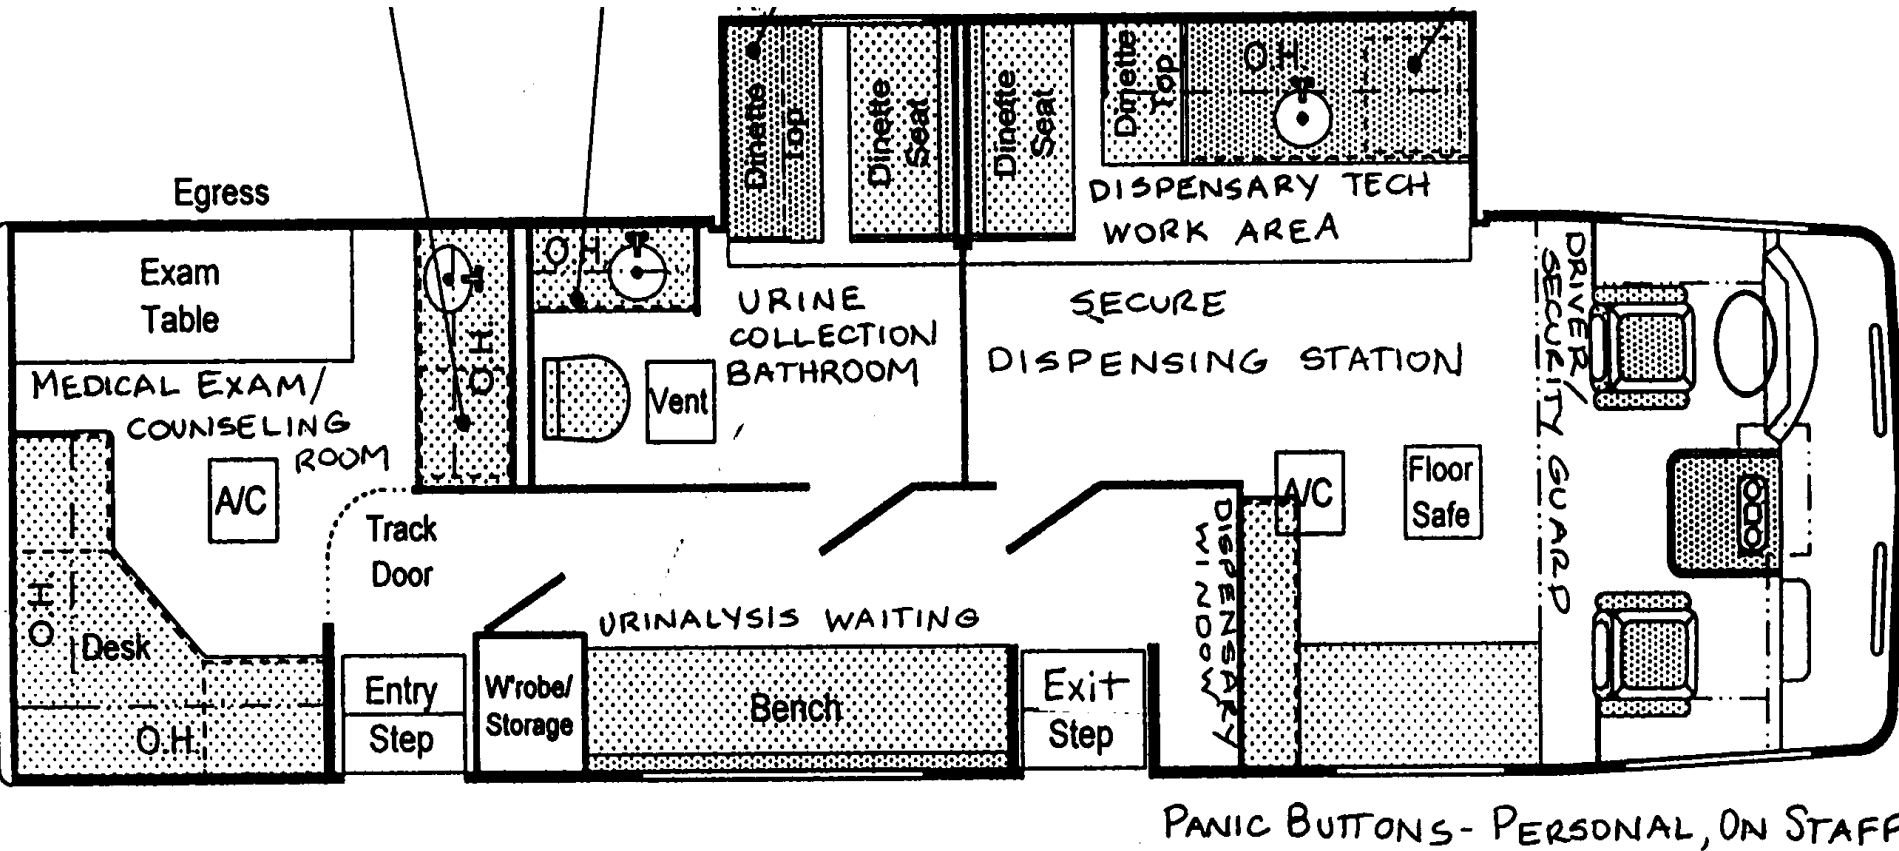 Egress
Exam
Table
MEDICAL EXAM/
COUNSELING
ROOM
A/C
O.H.
Desk
O.H.
O.H.
Track
Door
Entry
Step
W'robe/
Storage
O.H.
Vent
URINE
COLLECTION
BATHROOM
Dinette
Top
Dinette
Seat
Dinette
Seat
Dinette
Top
O.H.
DISPENSARY TECH
WORK AREA
SECURE
DISPENSING STATION
URINALYSIS WAITING
Bench
Exit
Step
DISPENSARY
WINDOW
A/C
Floor
Safe
DRIVER/
SECURITY GUARD
PANIC BUTTONS - PERSONAL, ON STAFF